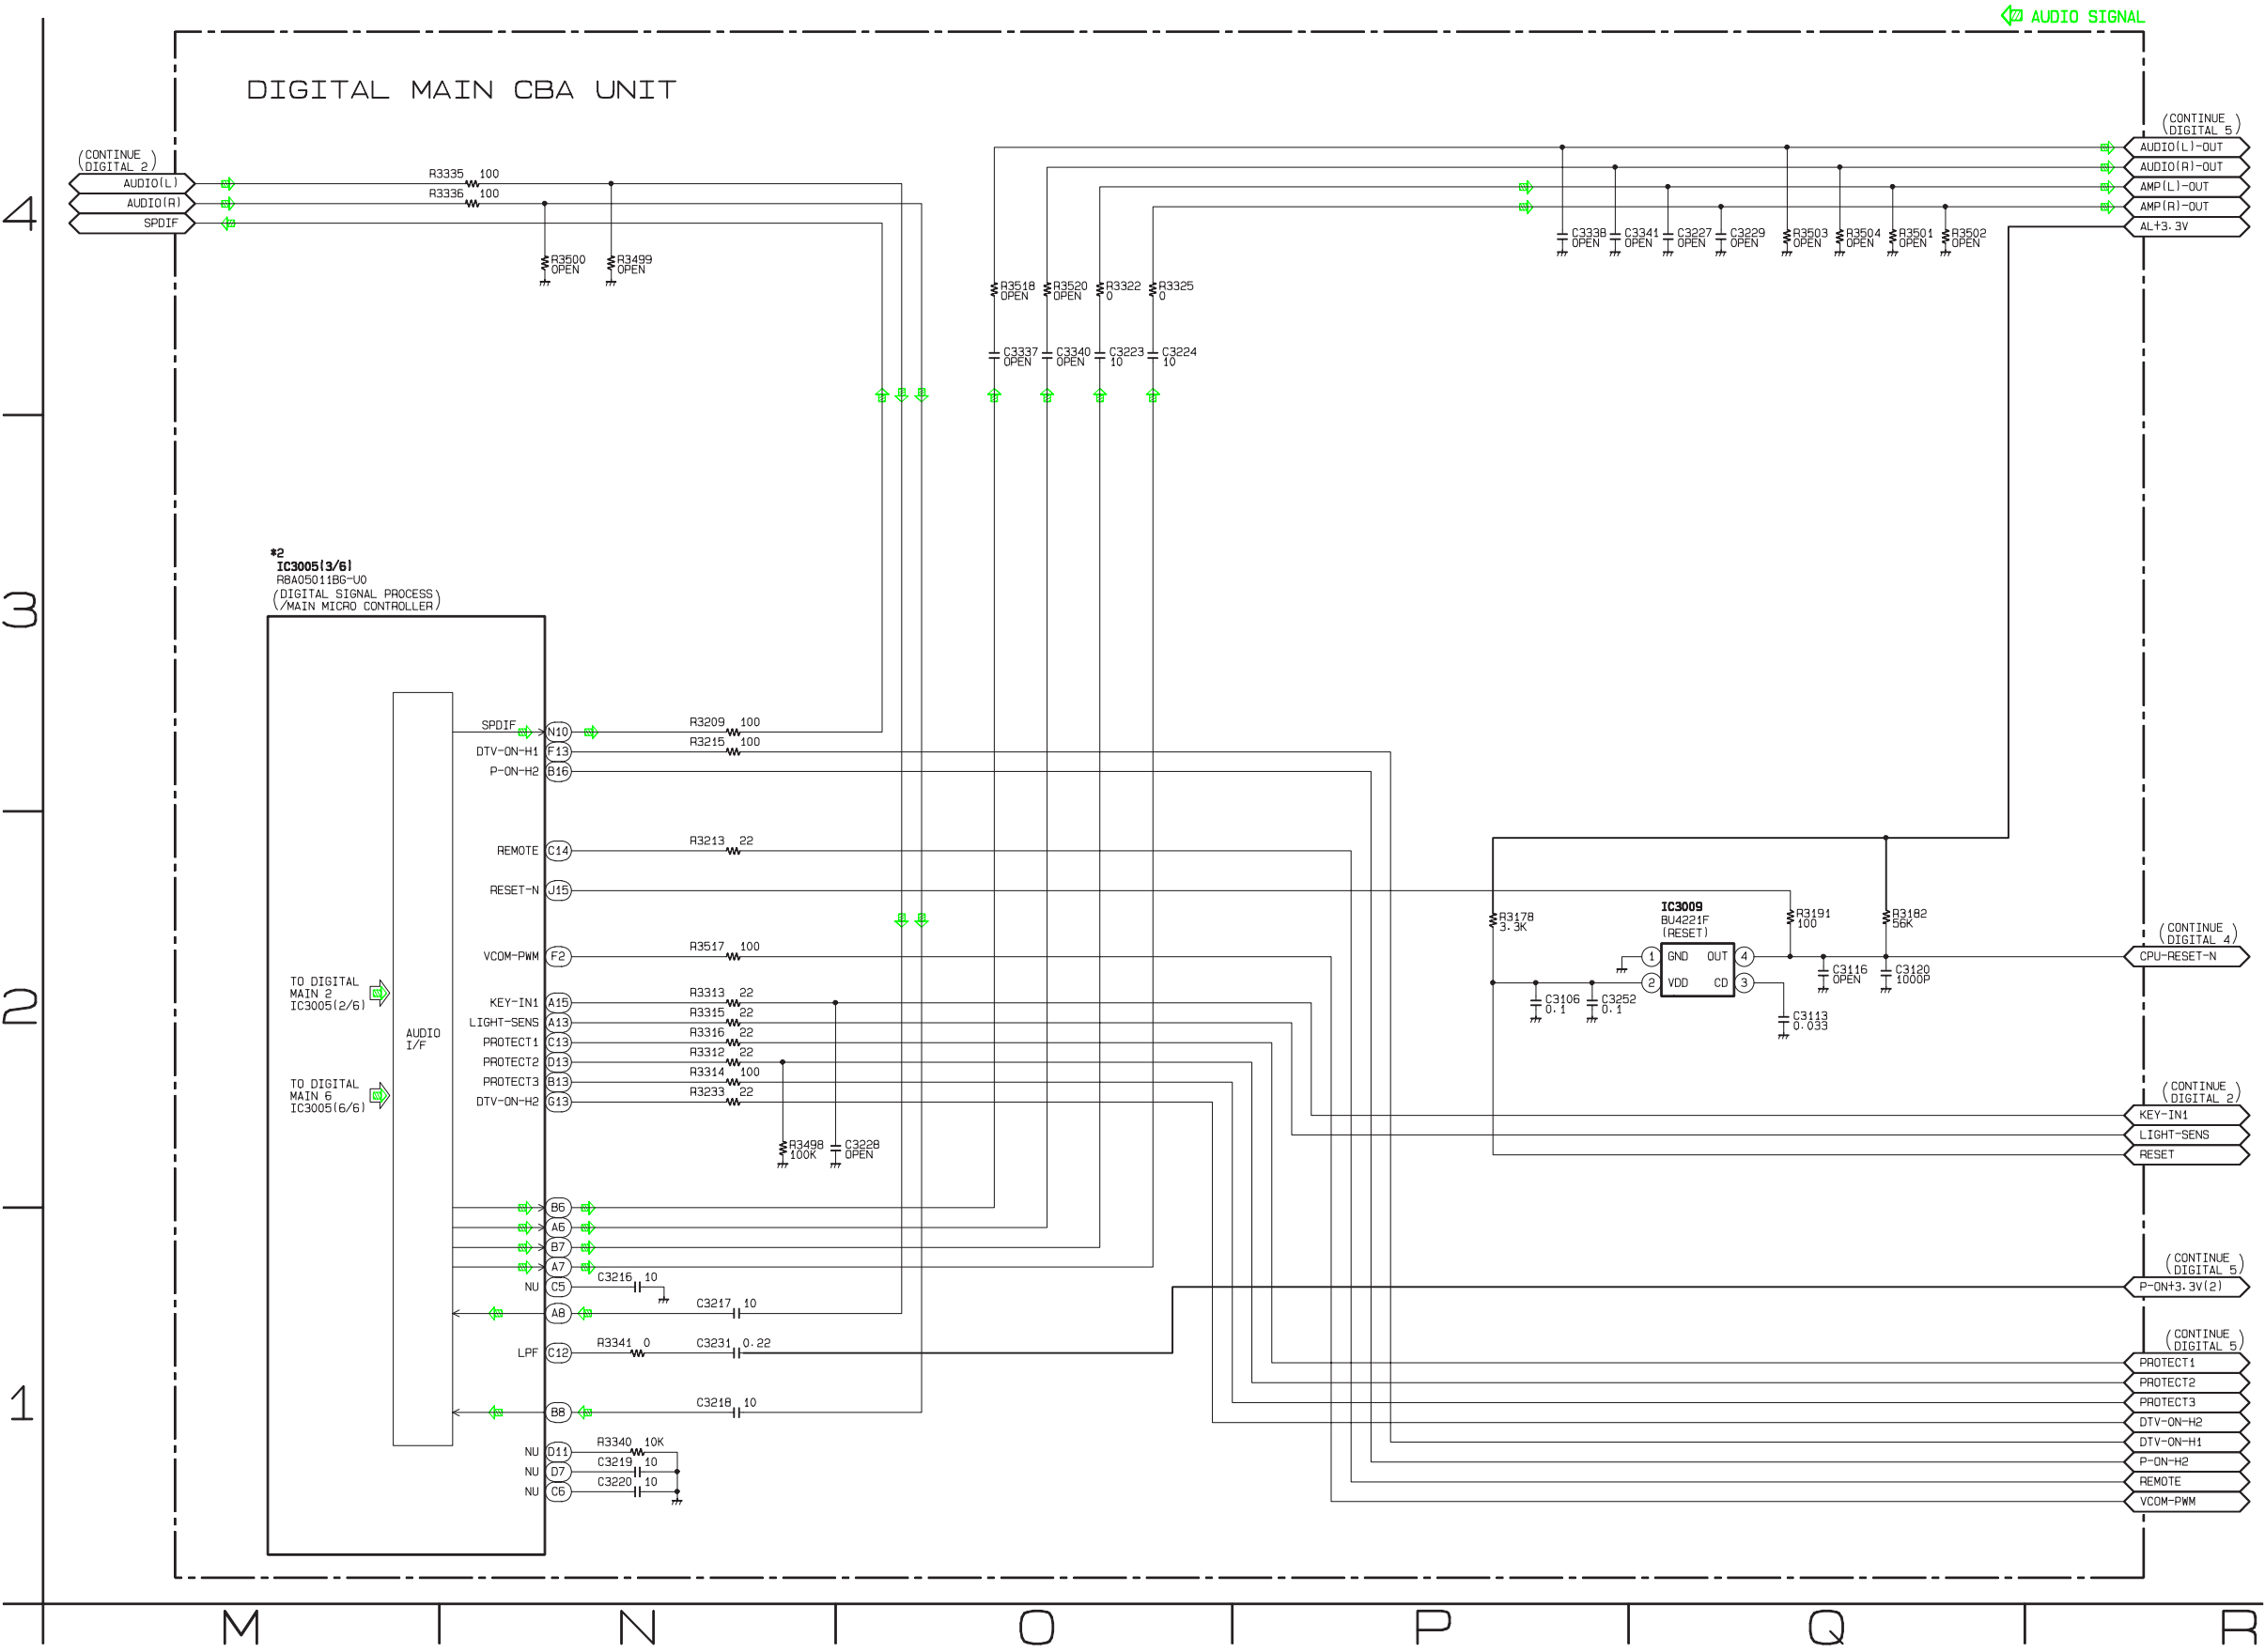 AUDIO SIGNAL
DIGITAL MAIN CBA UNIT
(CONTINUE
DIGITAL 5)
AUDIO(L)-OUT
AUDIO(R)-OUT
AMP(L)-OUT
AMP(R)-OUT
AL+3.3V
(CONTINUE
DIGITAL 2)
AUDIO(L)
AUDIO(R)
SPDIF
R3335 100
R3336 100
R3500
OPEN
R3499
OPEN
C3338
OPEN
C3341
OPEN
C3227
OPEN
C3229
OPEN
R3503
OPEN
R3504
OPEN
R3501
OPEN
R3502
OPEN
R3518
OPEN
R3520
OPEN
R3322
0
R3325
0
C3337
OPEN
C3340
OPEN
C3223
10
C3224
10
4
3
2
1
*2
IC3005(3/6)
R8A05011BG-U0
(DIGITAL SIGNAL PROCESS
/MAIN MICRO CONTROLLER)
SPDIF N10 R3209 100
DTV-ON-H1 F13 R3215 100
P-ON-H2 B16
REMOTE C14 R3213 22
RESET-N J15
VCOM-PWM F2 R3517 100
KEY-IN1 A15 R3313 22
LIGHT-SENS A13 R3315 22
PROTECT1 C13 R3316 22
PROTECT2 D13 R3312 22
PROTECT3 B13 R3314 100
DTV-ON-H2 G13 R3233 22
TO DIGITAL
MAIN 2
IC3005(2/6)
AUDIO
I/F
TO DIGITAL
MAIN 6
IC3005(6/6)
R3498
100K
C3228
OPEN
B6
A6
B7
A7
NU C5 C3216 10
A8 C3217 10
LPF C12 R3341 0 C3231 0.22
B8 C3218 10
NU D11 R3340 10K
NU D7 C3219 10
NU C6 C3220 10
R3178
3.3K
IC3009
BU4221F
(RESET)
1 GND OUT 4
2 VDD CD 3
R3191
100
R3182
56K
C3116
OPEN
C3120
1000P
C3106
0.1
C3252
0.1
C3113
0.033
(CONTINUE
DIGITAL 4)
CPU-RESET-N
(CONTINUE
DIGITAL 2)
KEY-IN1
LIGHT-SENS
RESET
(CONTINUE
DIGITAL 5)
P-ON+3.3V(2)
(CONTINUE
DIGITAL 5)
PROTECT1
PROTECT2
PROTECT3
DTV-ON-H2
DTV-ON-H1
P-ON-H2
REMOTE
VCOM-PWM
M N O P Q R